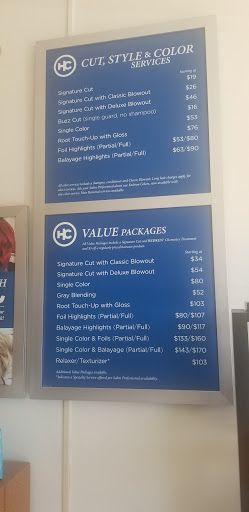 HC CUT, STYLE & COLOR
SERVICES
Starting at
Signature Cut $19
Signature Cut with Classic Blowout $26
Signature Cut with Deluxe Blowout $46
Buzz Cut (single guard, no shampoo) $16
Single Color $53
Root Touch-Up with Gloss $76
Foil Highlights (Partial/Full) $53/$80
Balayage Highlights (Partial/Full) $63/$90
HC VALUE PACKAGES
Starting at
Signature Cut with Classic Blowout $34
Signature Cut with Deluxe Blowout $54
Single Color $80
Gray Blending $52
Root Touch-Up with Gloss $103
Foil Highlights (Partial/Full) $80/$107
Balayage Highlights (Partial/Full) $90/$117
Single Color & Foils (Partial/Full) $133/$160
Single Color & Balayage (Partial/Full) $143/$170
Relaxer/Texturizer* $103
Additional Value Packages available.